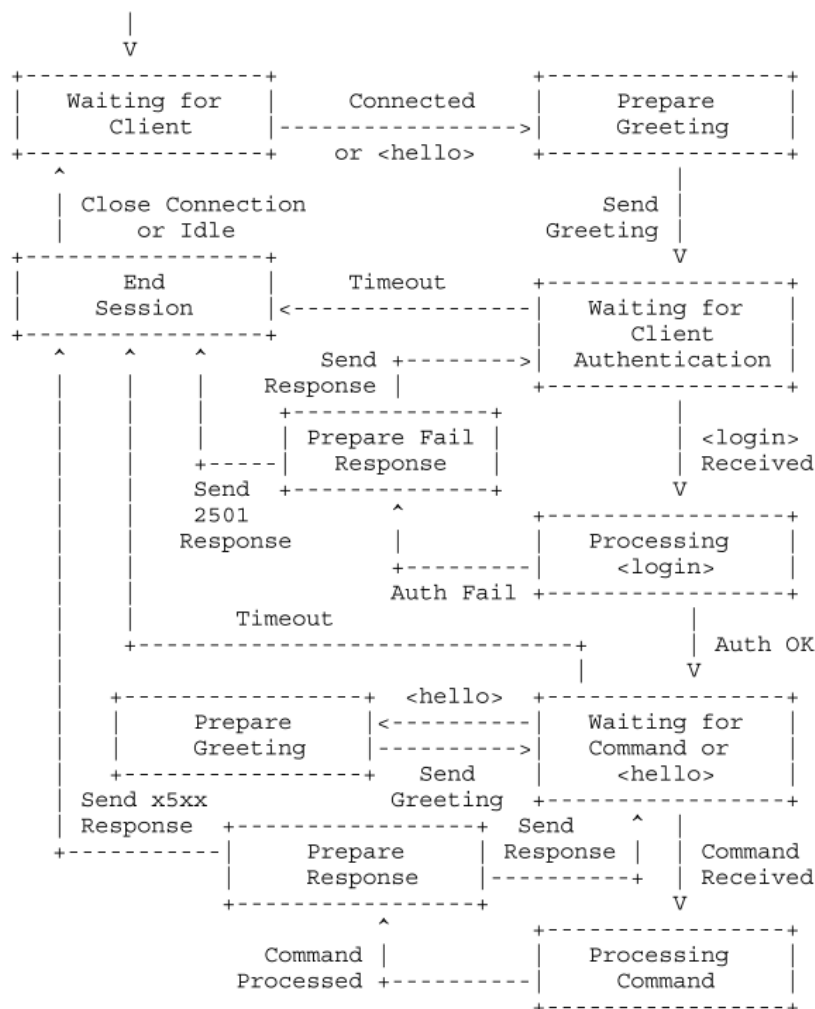 |
V
+-----------------+                 +-----------------+
|   Waiting for   |    Connected    |     Prepare     |
|      Client     |---------------->|     Greeting    |
+-----------------+   or <hello>    +-----------------+
   ^                                         |
   | Close Connection                   Send |
   |     or Idle                    Greeting |
+-----------------+                          V
|       End       |     Timeout     +-----------------+
|     Session     |<----------------|   Waiting for   |
+-----------------+                 |      Client     |
   ^    ^    ^        Send +-------->|  Authentication |
   |    |    |    Response |        +-----------------+
   |    |    |     +--------------+          |
   |    |    |     | Prepare Fail |          | <login>
   |    |    +-----|   Response   |          | Received
   |    |    Send  +--------------+          V
   |    |    2501          ^        +-----------------+
   |    |   Response       |        |    Processing   |
   |    |                  +---------|      <login>    |
   |    |                  Auth Fail +-----------------+
   |    |       Timeout                       |
   |    +-------------------------------+     | Auth OK
   |                                    |     V
   |   +-----------------+  <hello>  +-----------------+
   |   |     Prepare     |<----------|   Waiting for   |
   |   |     Greeting    |---------->|   Command or    |
   |   +-----------------+   Send    |     <hello>     |
   | Send x5xx             Greeting  +-----------------+
   | Response  +-----------------+  Send    ^  |
   +-----------|     Prepare     | Response |  | Command
               |     Response    |----------+  | Received
               +-----------------+             V
                          ^          +-----------------+
                  Command |          |    Processing   |
                Processed +----------|     Command     |
                                     +-----------------+